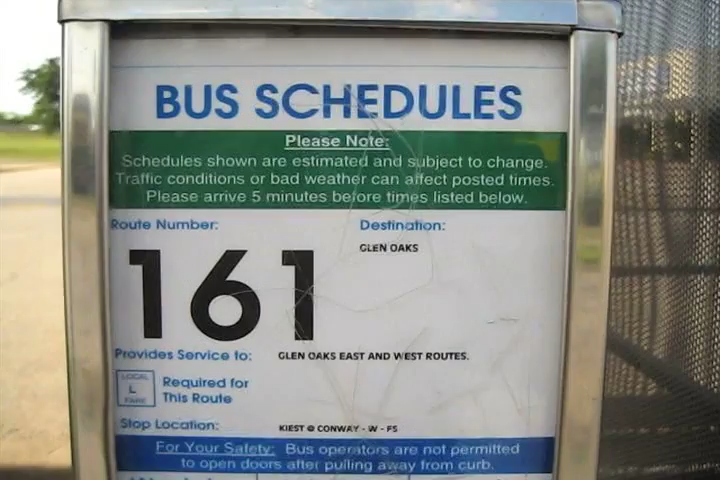 BUS SCHEDULES
Please Note:
Schedules shown are estimated and subject to change.
Traffic conditions or bad weather can affect posted times.
Please arrive 5 minutes before times listed below.
Route Number:
161
Destination:
GLEN OAKS
Provides Service to: GLEN OAKS EAST AND WEST ROUTES.
LOCAL
L
FARE
Required for
This Route
Stop Location: KIEST @ CONWAY - W - FS
For Your Safety: Bus operators are not permitted
to open doors after pulling away from curb.